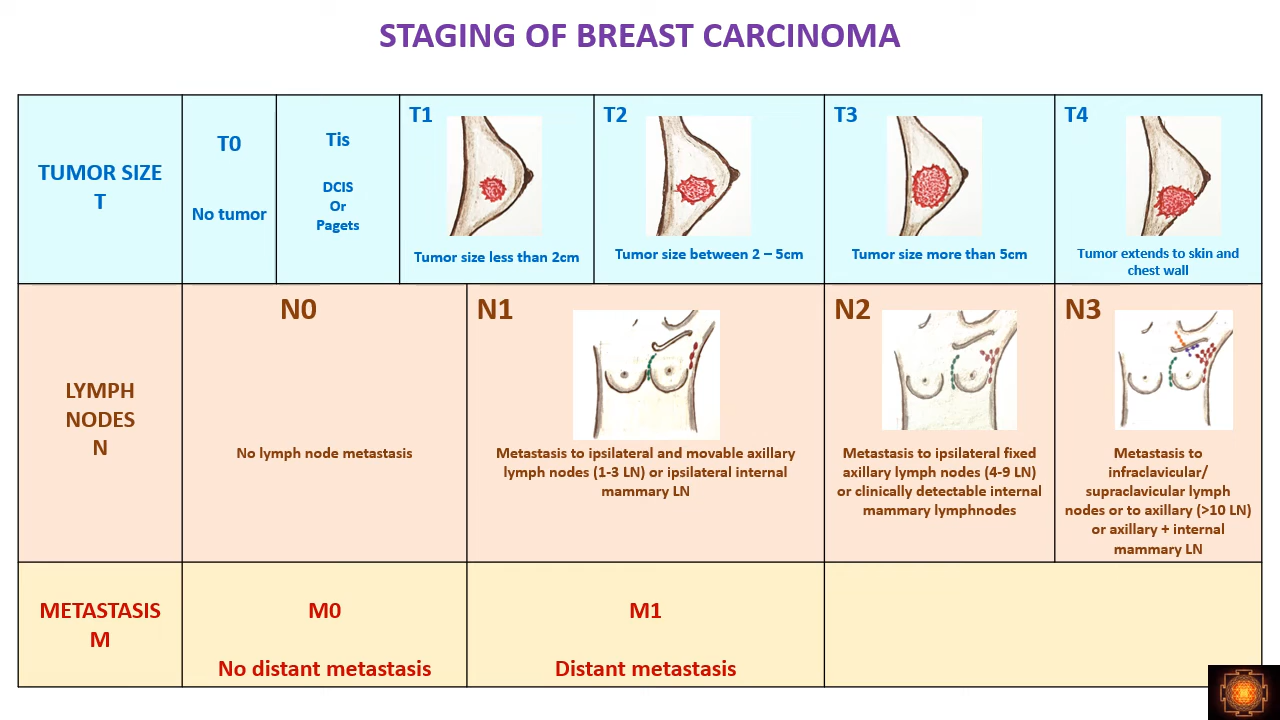 STAGING OF BREAST CARCINOMA
TUMOR SIZE
T
T0
No tumor
Tis
DCIS
Or
Pagets
T1
Tumor size less than 2cm
T2
Tumor size between 2 – 5cm
T3
Tumor size more than 5cm
T4
Tumor extends to skin and
chest wall
LYMPH
NODES
N
N0
No lymph node metastasis
N1
Metastasis to ipsilateral and movable axillary
lymph nodes (1-3 LN) or ipsilateral internal
mammary LN
N2
Metastasis to ipsilateral fixed
axillary lymph nodes (4-9 LN)
or clinically detectable internal
mammary lymphnodes
N3
Metastasis to
infraclavicular/
supraclavicular lymph
nodes or to axillary (>10 LN)
or axillary + internal
mammary LN
METASTASIS
M
M0
No distant metastasis
M1
Distant metastasis